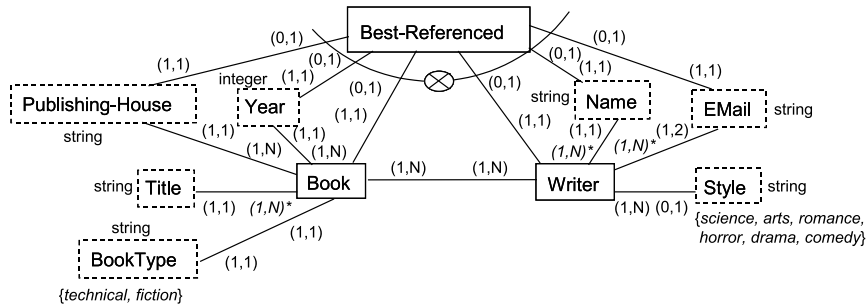 Best-Referenced
(0,1)
(0,1)
(0,1)
(0,1)
(0,1)
(0,1)
(1,1)
integer
(1,1)
(1,1)
(1,1)
Publishing-House
Year
string
Name
EMail
string
string
(1,1)
(1,1)
(1,1)
(1,1)
(1,1)
(1,2)
(1,N)
(1,N)
(1,N)*
(1,N)*
string
Title
Book
(1,N)
(1,N)
Writer
Style
string
(1,1)
(1,N)*
(1,N)
(0,1)
string
(1,1)
{science, arts, romance,
horror, drama, comedy}
BookType
(1,1)
{technical, fiction}